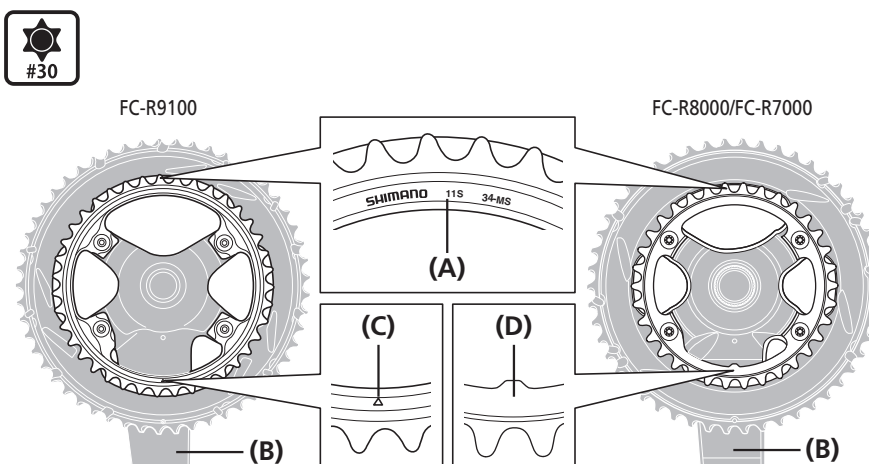 #30
FC-R9100
FC-R8000/FC-R7000
SHIMANO 11S 34-MS
(A)
(C)
(D)
(B)
(B)